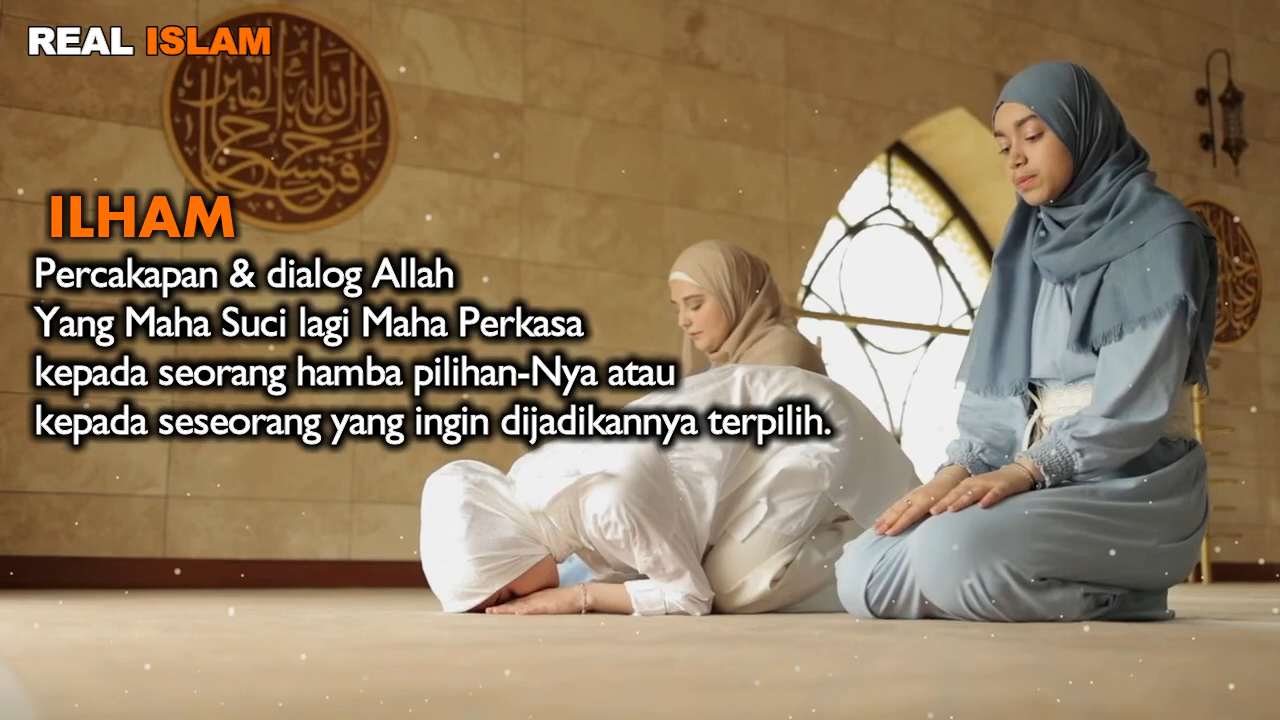 REAL ISLAM
ILHAM
Percakapan & dialog Allah
Yang Maha Suci lagi Maha Perkasa
kepada seorang hamba pilihan-Nya atau
kepada seseorang yang ingin dijadikannya terpilih.